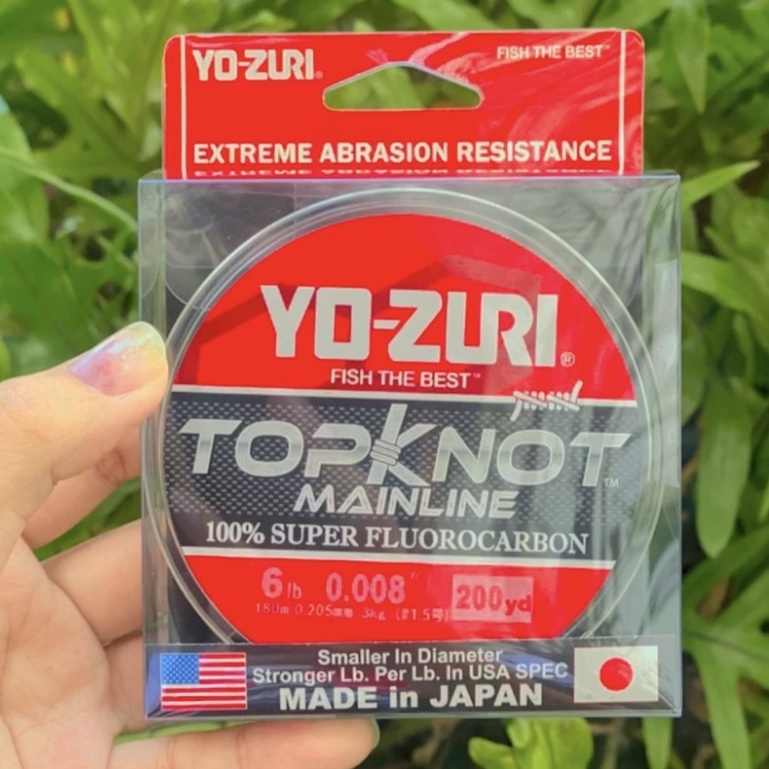 YO-ZURI®
FISH THE BEST™
EXTREME ABRASION RESISTANCE
YO-ZURI®
FISH THE BEST™
TOPKNOT™
MAINLINE
100% SUPER FLUOROCARBON
6lb 0.008" 200yd
180m 0.205mm 3kg (#1.5号)
Smaller In Diameter
Stronger Lb. Per Lb. In USA SPEC
MADE in JAPAN